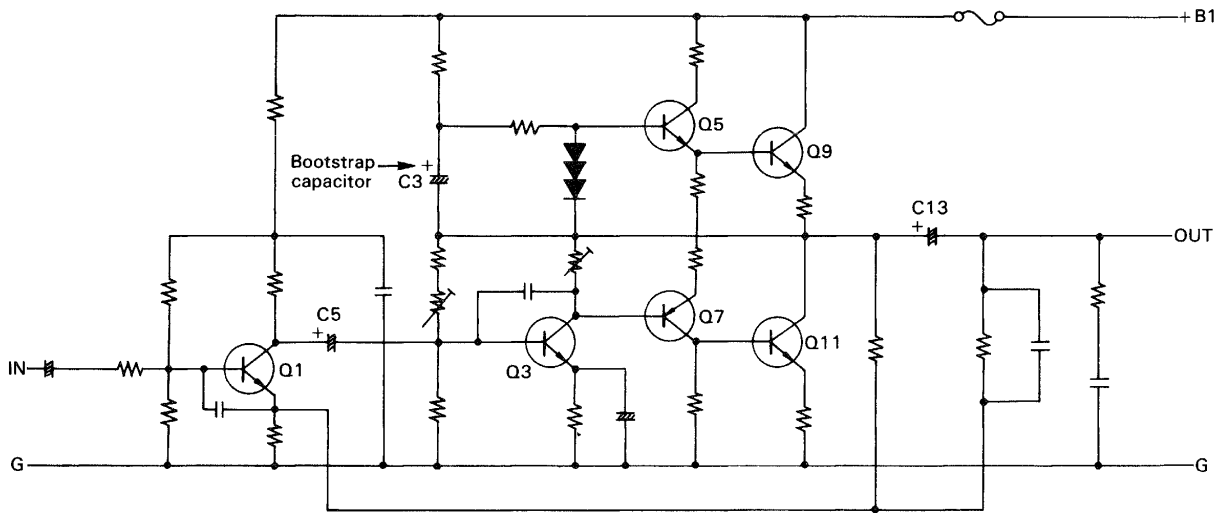 +B1
Q5
Q9
Bootstrap
capacitor
+
C3
C13
+
OUT
C5
+
Q7
IN
Q1
Q3
Q11
G
G